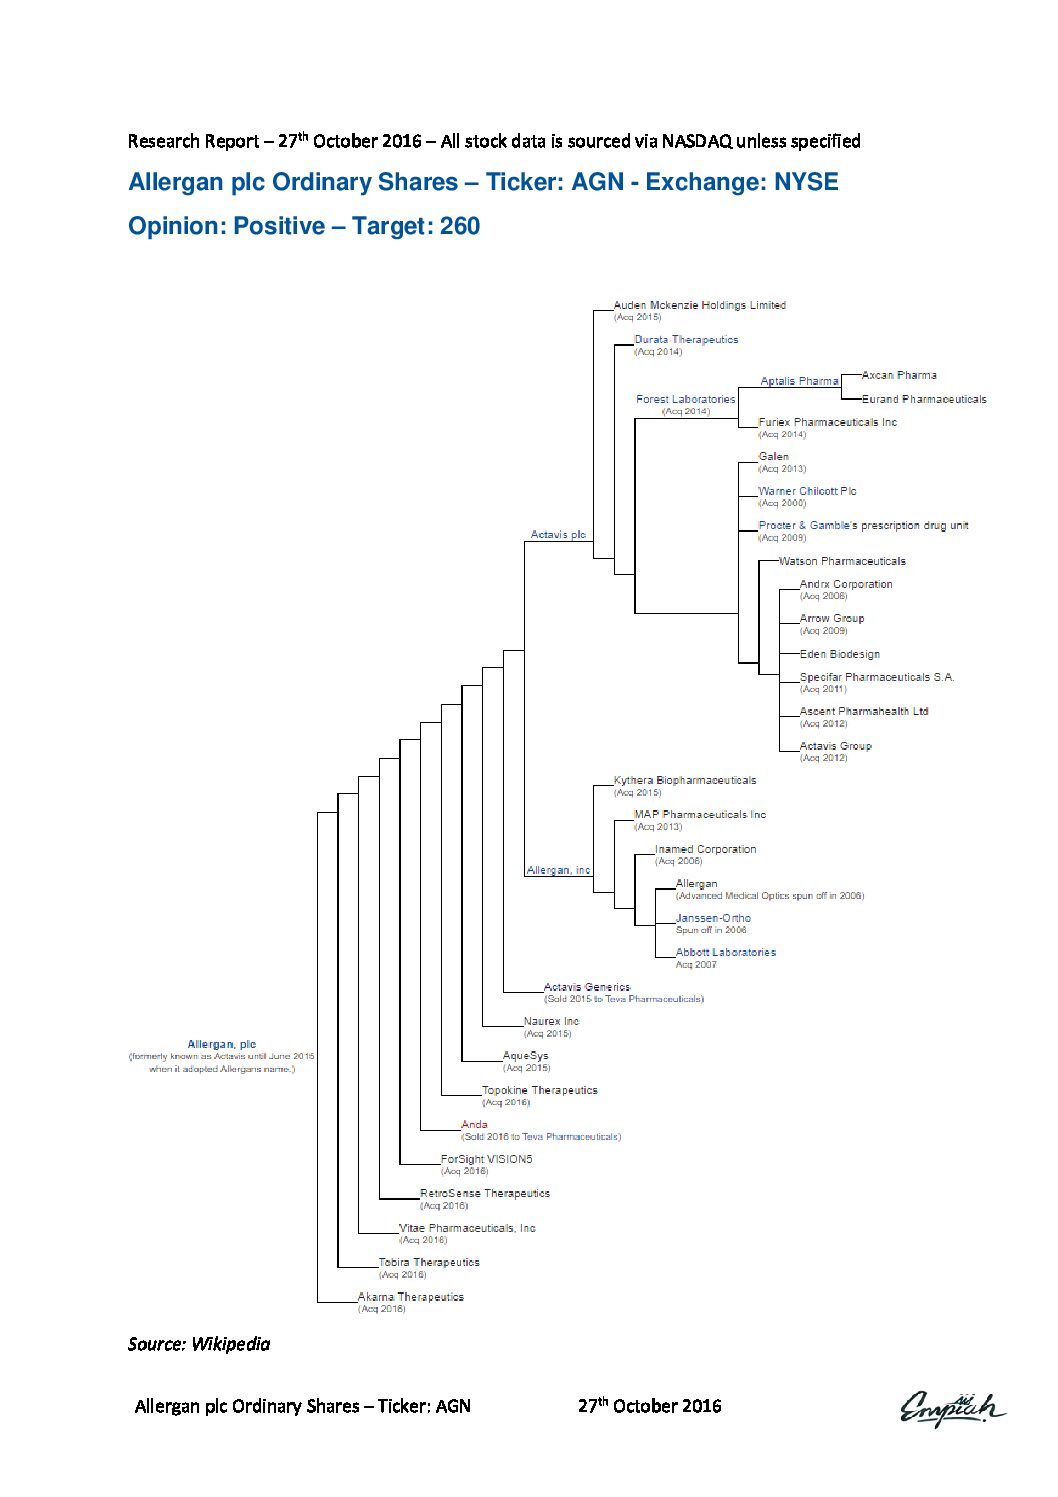 Research Report – 27th October 2016 – All stock data is sourced via NASDAQ unless specified
Allergan plc Ordinary Shares – Ticker: AGN - Exchange: NYSE
Opinion: Positive – Target: 260
Auden Mckenzie Holdings Limited
(Acq 2015)
Durata Therapeutics
(Acq 2014)
Forest Laboratories
(Acq 2014)
Aptalis Pharma
Axcan Pharma
Eurand Pharmaceuticals
Furiex Pharmaceuticals Inc
(Acq 2014)
Galen
(Acq 2013)
Warner Chilcott Plc
(Acq 2000)
Procter & Gamble's prescription drug unit
(Acq 2009)
Actavis plc
Watson Pharmaceuticals
Andrx Corporation
(Acq 2006)
Arrow Group
(Acq 2009)
Eden Biodesign
Specifar Pharmaceuticals S.A.
(Acq 2011)
Ascent Pharmahealth Ltd
(Acq 2012)
Actavis Group
(Acq 2012)
Kythera Biopharmaceuticals
(Acq 2015)
MAP Pharmaceuticals Inc
(Acq 2013)
Inamed Corporation
(Acq 2006)
Allergan, inc
Allergan
(Advanced Medical Optics spun off in 2006)
Janssen-Ortho
Spun off in 2006
Abbott Laboratories
Acq 2007
Actavis Generics
(Sold 2015 to Teva Pharmaceuticals)
Naurex Inc
(Acq 2015)
Allergan, plc
(formerly known as Actavis until June 2015
when it adopted Allergans name.)
AqueSys
(Acq 2015)
Topokine Therapeutics
(Acq 2016)
Anda
(Sold 2016 to Teva Pharmaceuticals)
ForSight VISION5
(Acq 2016)
RetroSense Therapeutics
(Acq 2016)
Vitae Pharmaceuticals, Inc
(Acq 2016)
Tobira Therapeutics
(Acq 2016)
Akarna Therapeutics
(Acq 2016)
Source: Wikipedia
Allergan plc Ordinary Shares – Ticker: AGN 27th October 2016
Empiah